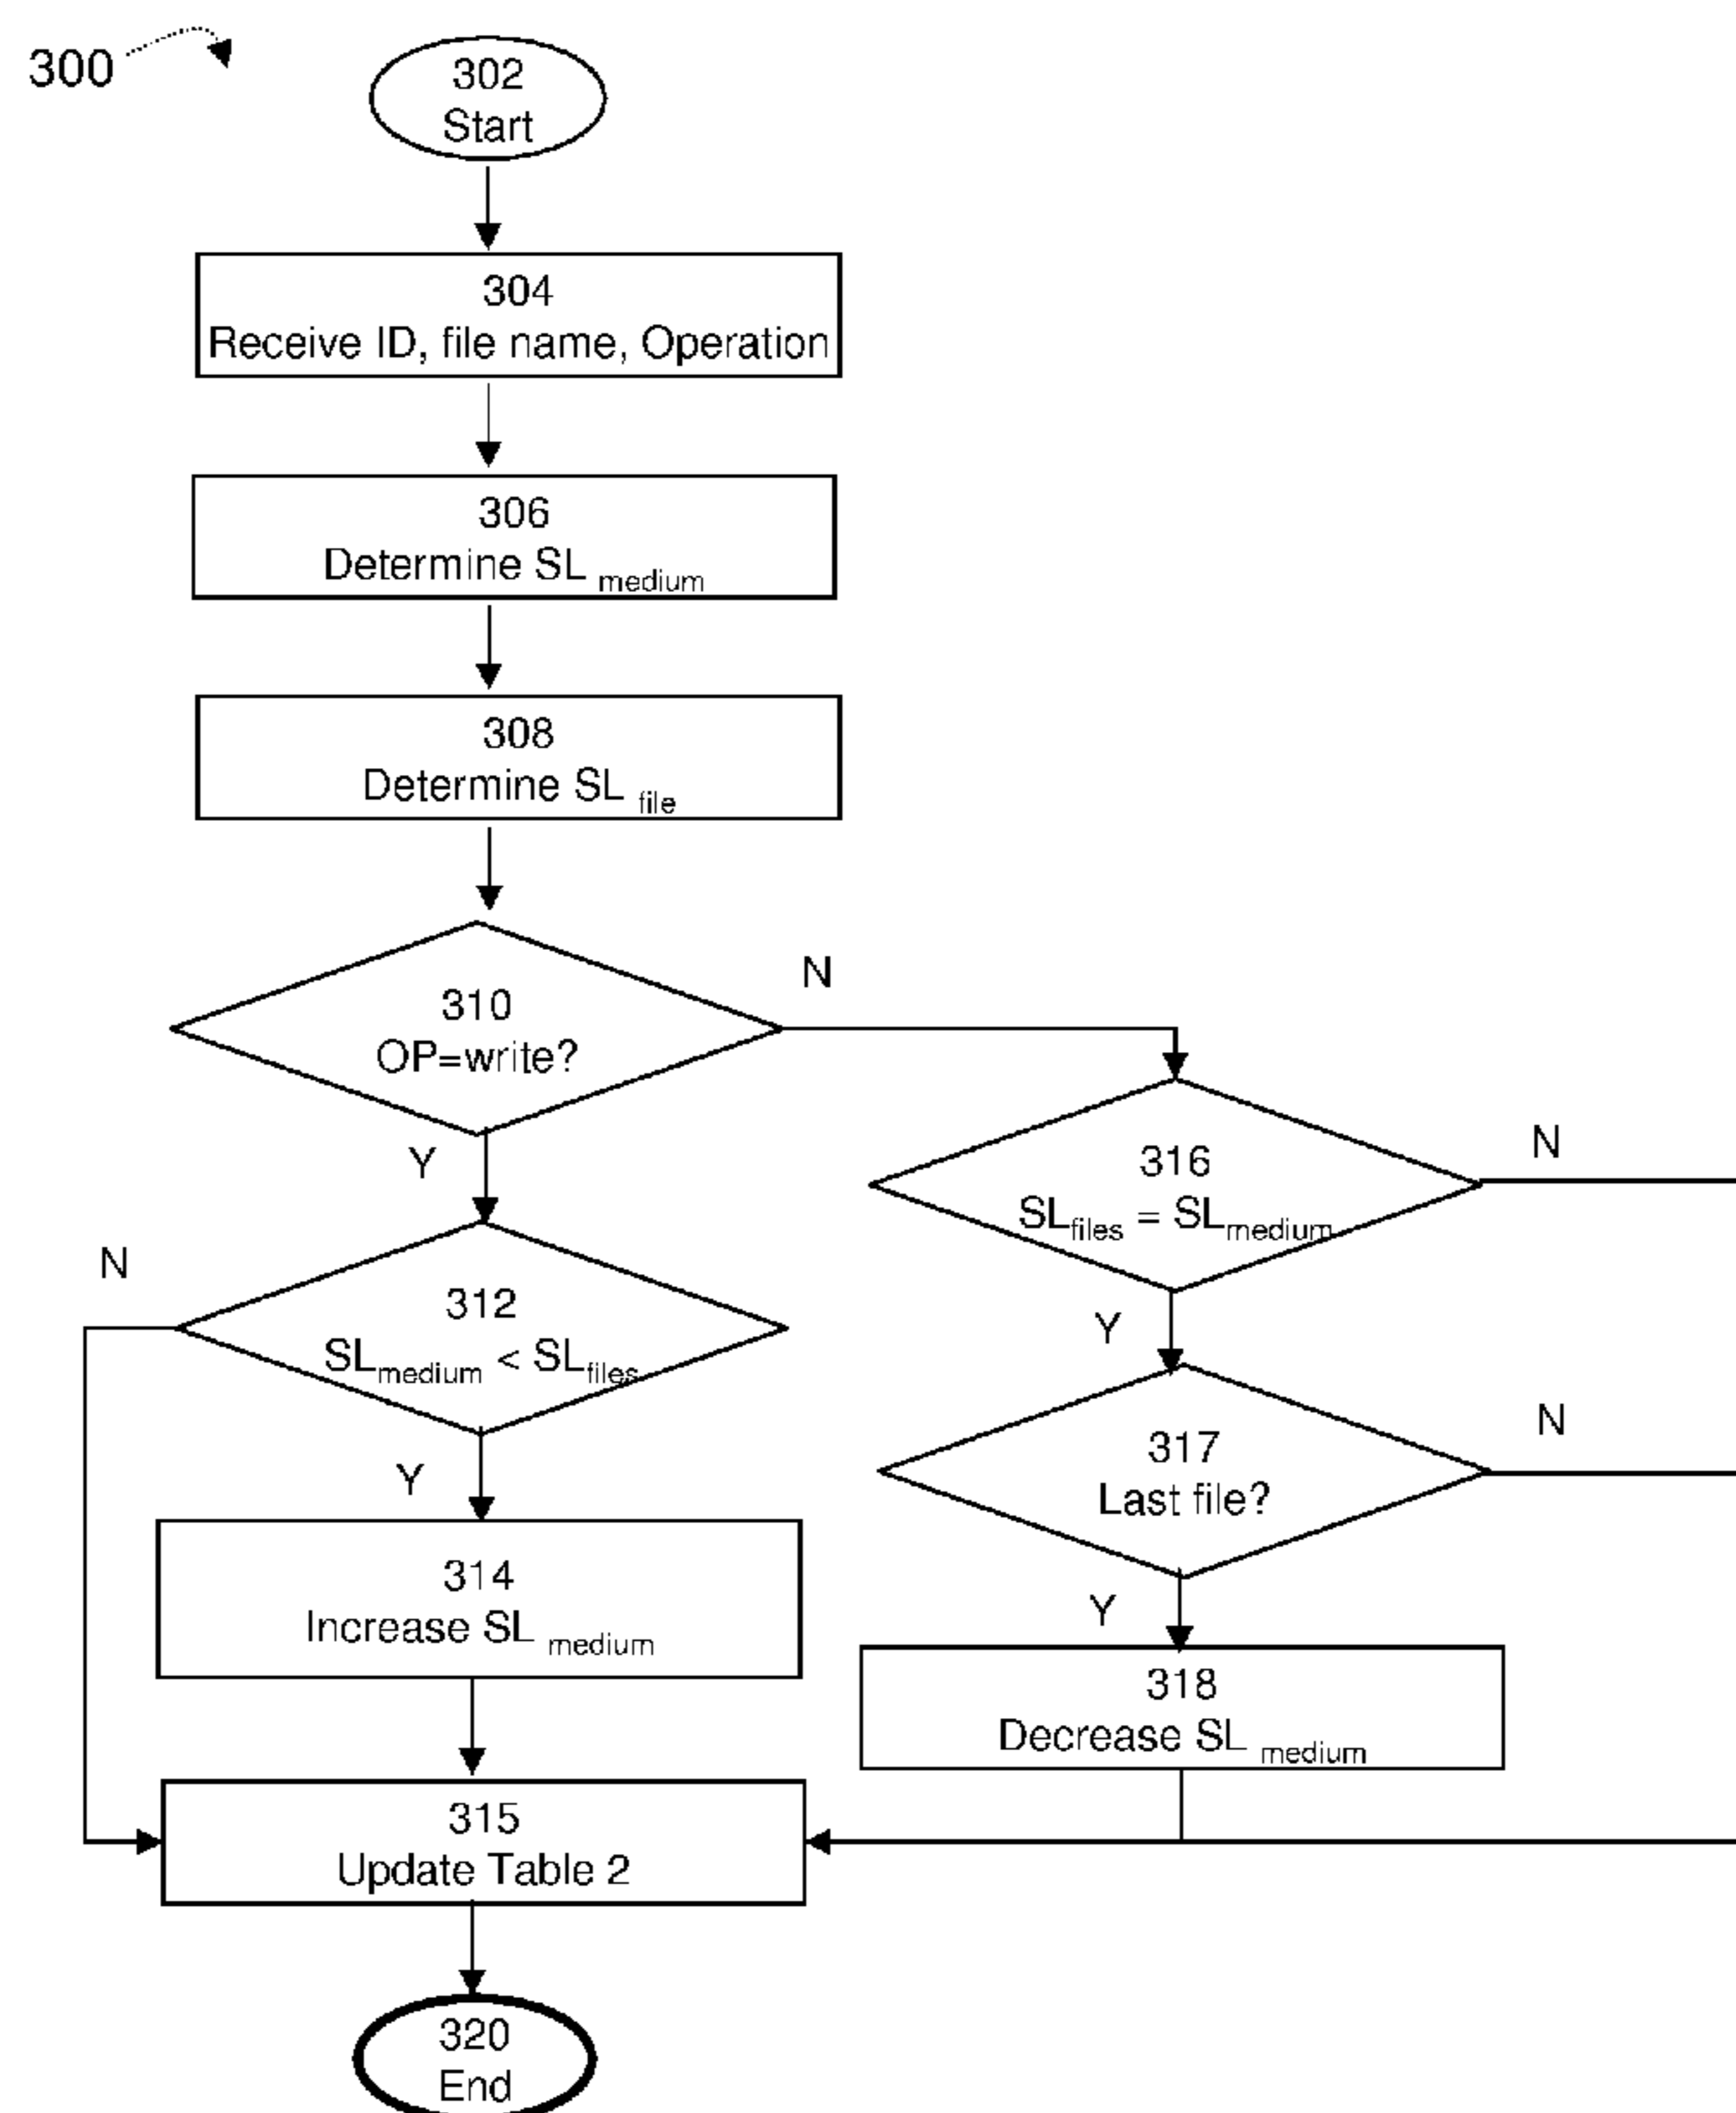 300
302
Start
304
Receive ID, file name, Operation
306
Determine SL medium
308
Determine SL file
310
OP=write?
N
Y
316
SLfiles = SLmedium
N
Y
312
SLmedium < SLfiles
N
Y
317
Last file?
N
Y
314
Increase SL medium
318
Decrease SL medium
315
Update Table 2
320
End